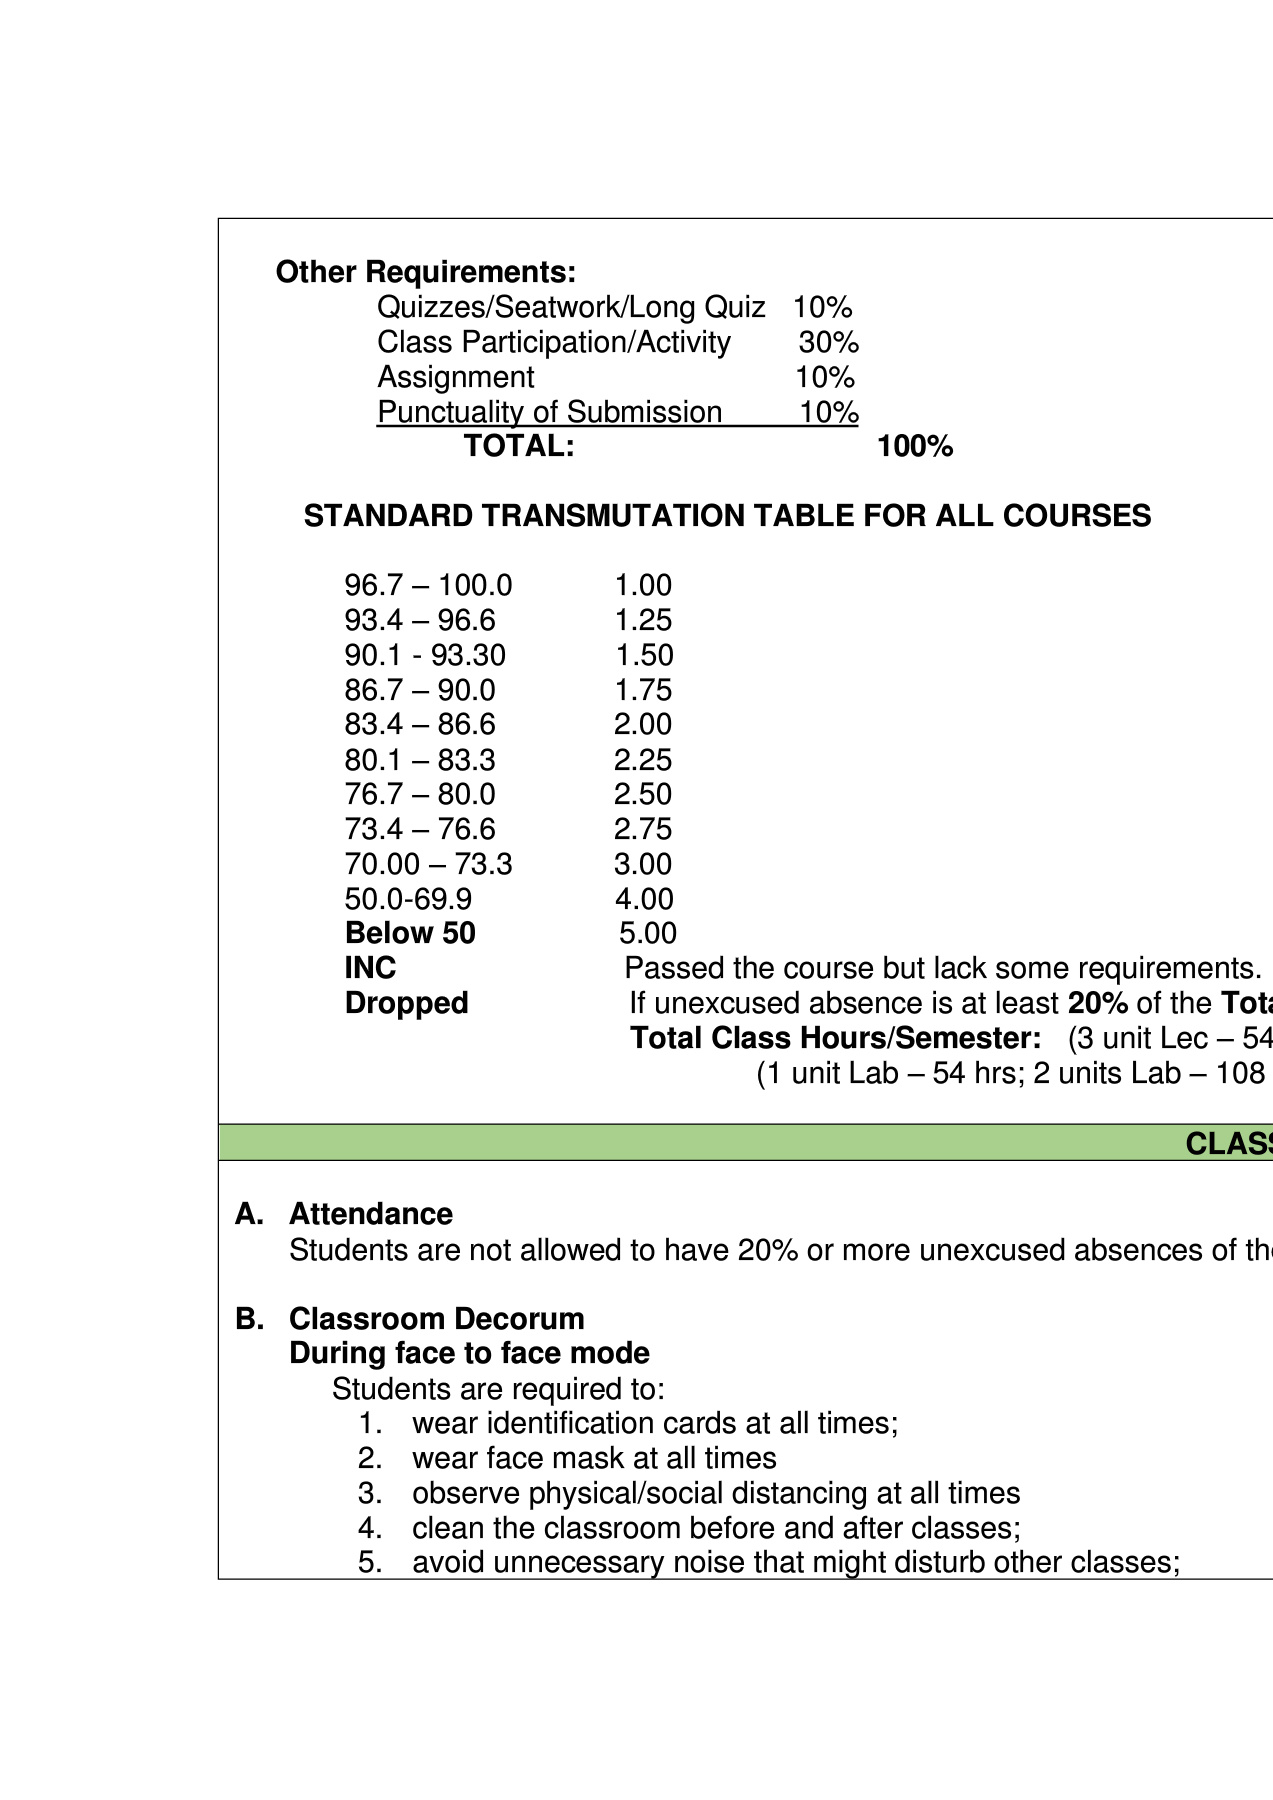 Other Requirements:
Quizzes/Seatwork/Long Quiz 10%
Class Participation/Activity 30%
Assignment 10%
Punctuality of Submission 10%
TOTAL: 100%
STANDARD TRANSMUTATION TABLE FOR ALL COURSES
96.7 – 100.0 1.00
93.4 – 96.6 1.25
90.1 - 93.30 1.50
86.7 – 90.0 1.75
83.4 – 86.6 2.00
80.1 – 83.3 2.25
76.7 – 80.0 2.50
73.4 – 76.6 2.75
70.00 – 73.3 3.00
50.0-69.9 4.00
Below 50 5.00
INC Passed the course but lack some requirements.
Dropped If unexcused absence is at least 20% of the
Total Class Hours/Semester: (3 unit Lec – 54
(1 unit Lab – 54 hrs; 2 units Lab – 108
A. Attendance
Students are not allowed to have 20% or more unexcused absences of
B. Classroom Decorum
During face to face mode
Students are required to:
1. wear identification cards at all times;
2. wear face mask at all times
3. observe physical/social distancing at all times
4. clean the classroom before and after classes;
5. avoid unnecessary noise that might disturb other classes;